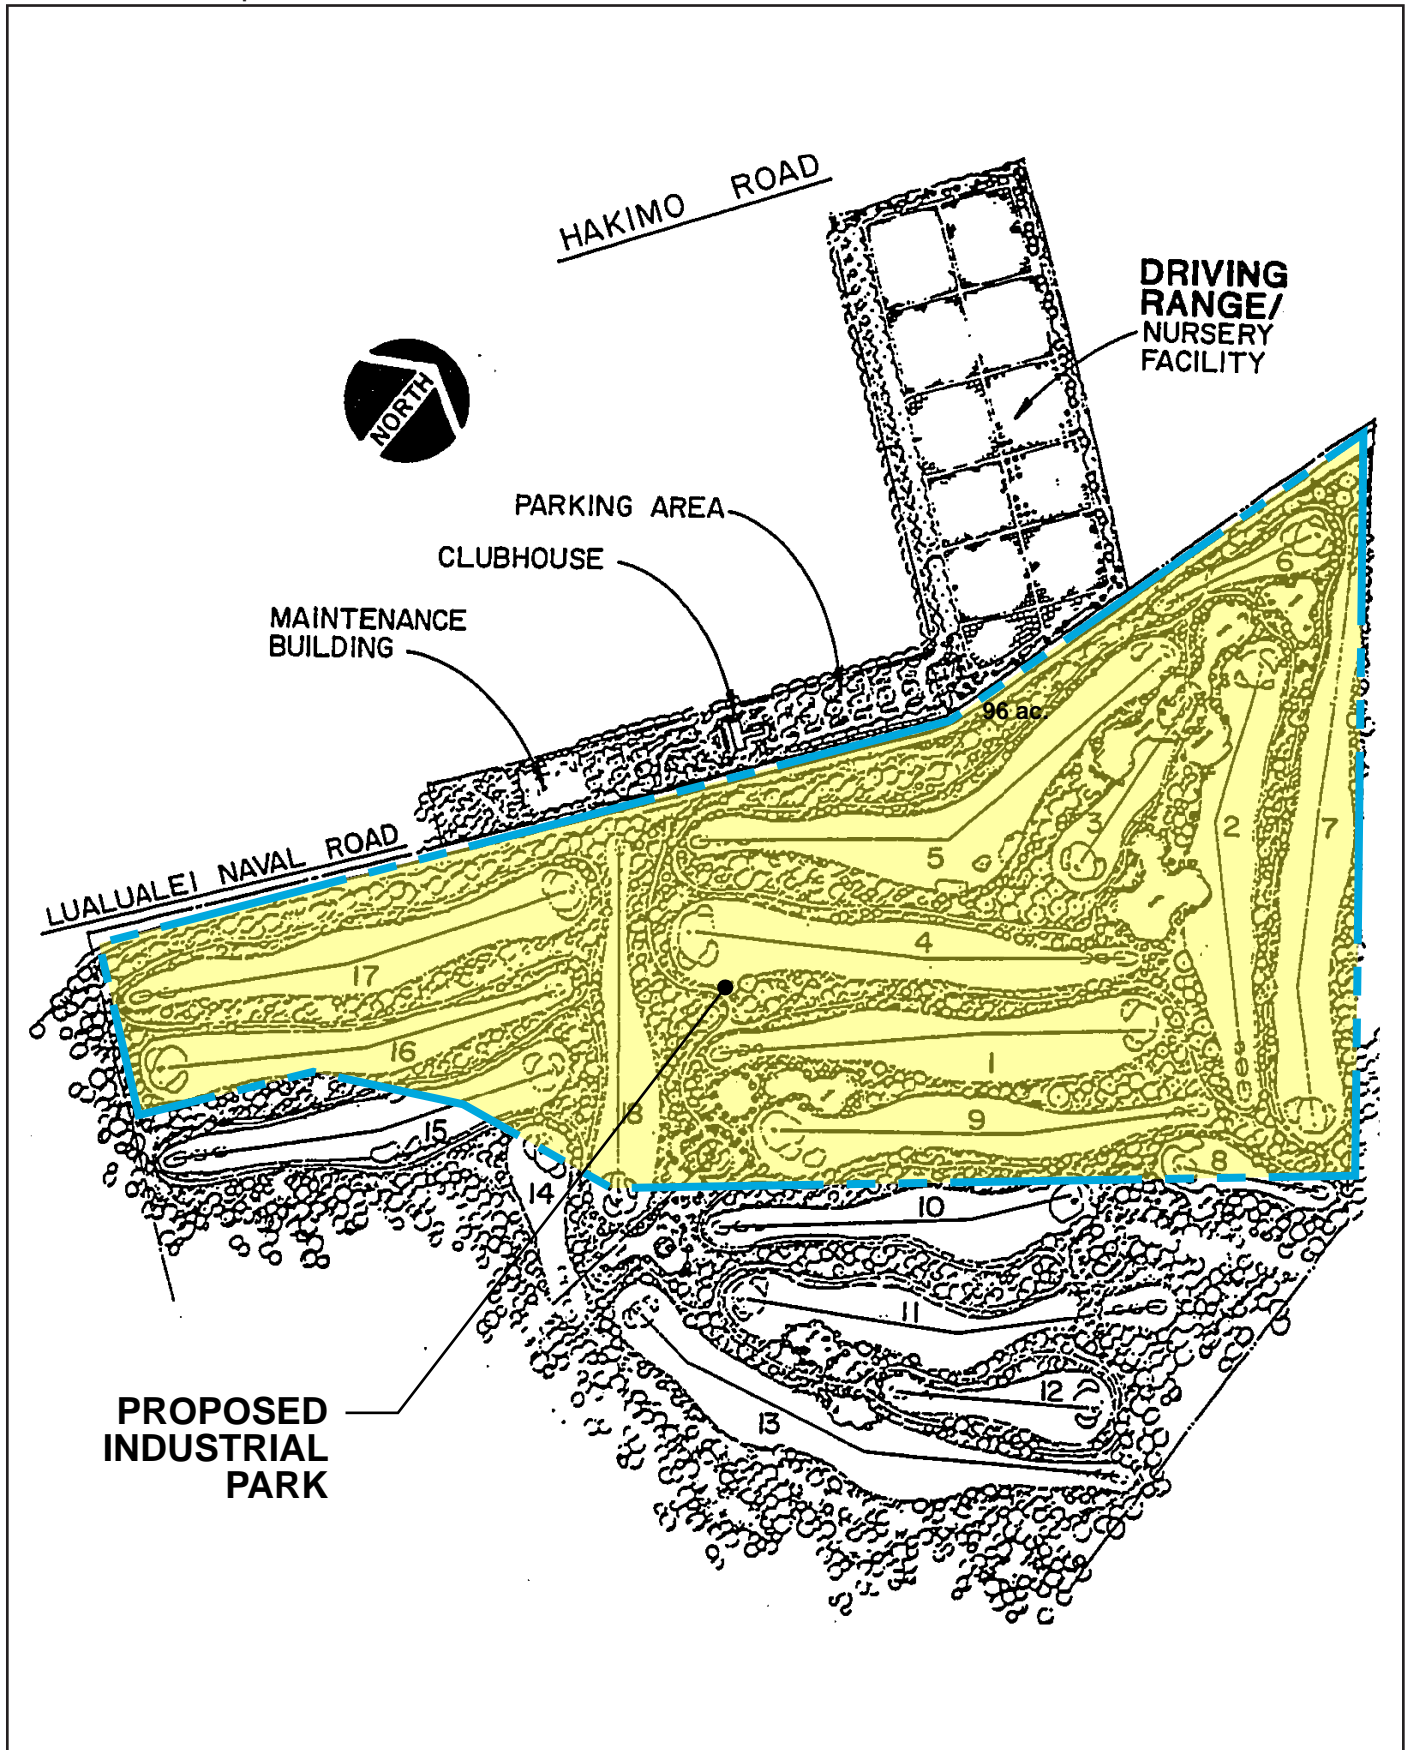 HAKIMO ROAD
DRIVING
RANGE/
NURSERY
FACILITY
NORTH
PARKING AREA
CLUBHOUSE
MAINTENANCE
BUILDING
96 ac.
LUALUALEI NAVAL ROAD
6
3
2
7
5
4
17
16
1
18
9
15
8
14
10
11
12
13
PROPOSED
INDUSTRIAL
PARK